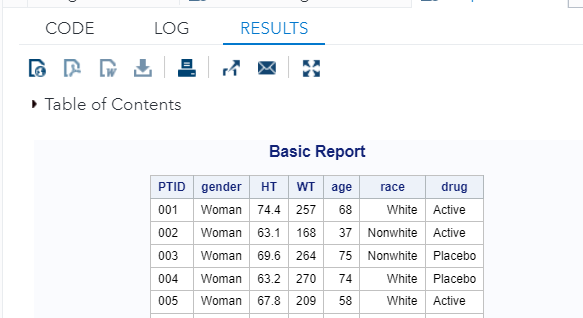 CODE LOG RESULTS
Table of Contents
Basic Report
PTID gender HT WT age race drug
001 Woman 74.4 257 68 White Active
002 Woman 63.1 168 37 Nonwhite Active
003 Woman 69.6 264 75 Nonwhite Placebo
004 Woman 63.2 270 74 White Placebo
005 Woman 67.8 209 58 White Active